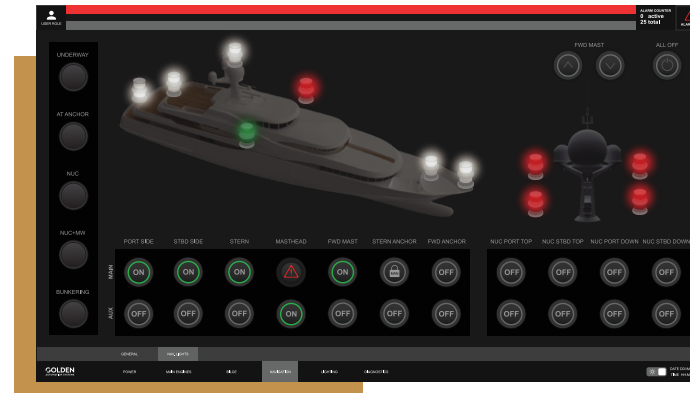 USER ROLE
ALARM COUNTER
0 active
25 total
FWD MAST
ALL OFF
UNDERWAY
AT ANCHOR
NUC
NUC+MW
BUNKERING
PORT SIDE STBD SIDE STERN MASTHEAD FWD MAST STERN ANCHOR FWD ANCHOR NUC PORT TOP NUC STBD TOP NUC PORT DOWN NUC STBD DOWN
MAIN ON ON ON ON OFF OFF OFF OFF OFF
AUX OFF OFF OFF ON OFF OFF OFF OFF OFF OFF OFF
GENERAL NAV. LIGHTS
GOLDEN POWER MAIN ENGINES BILGE NAVIGATION LIGHTING DIAGNOSTICS